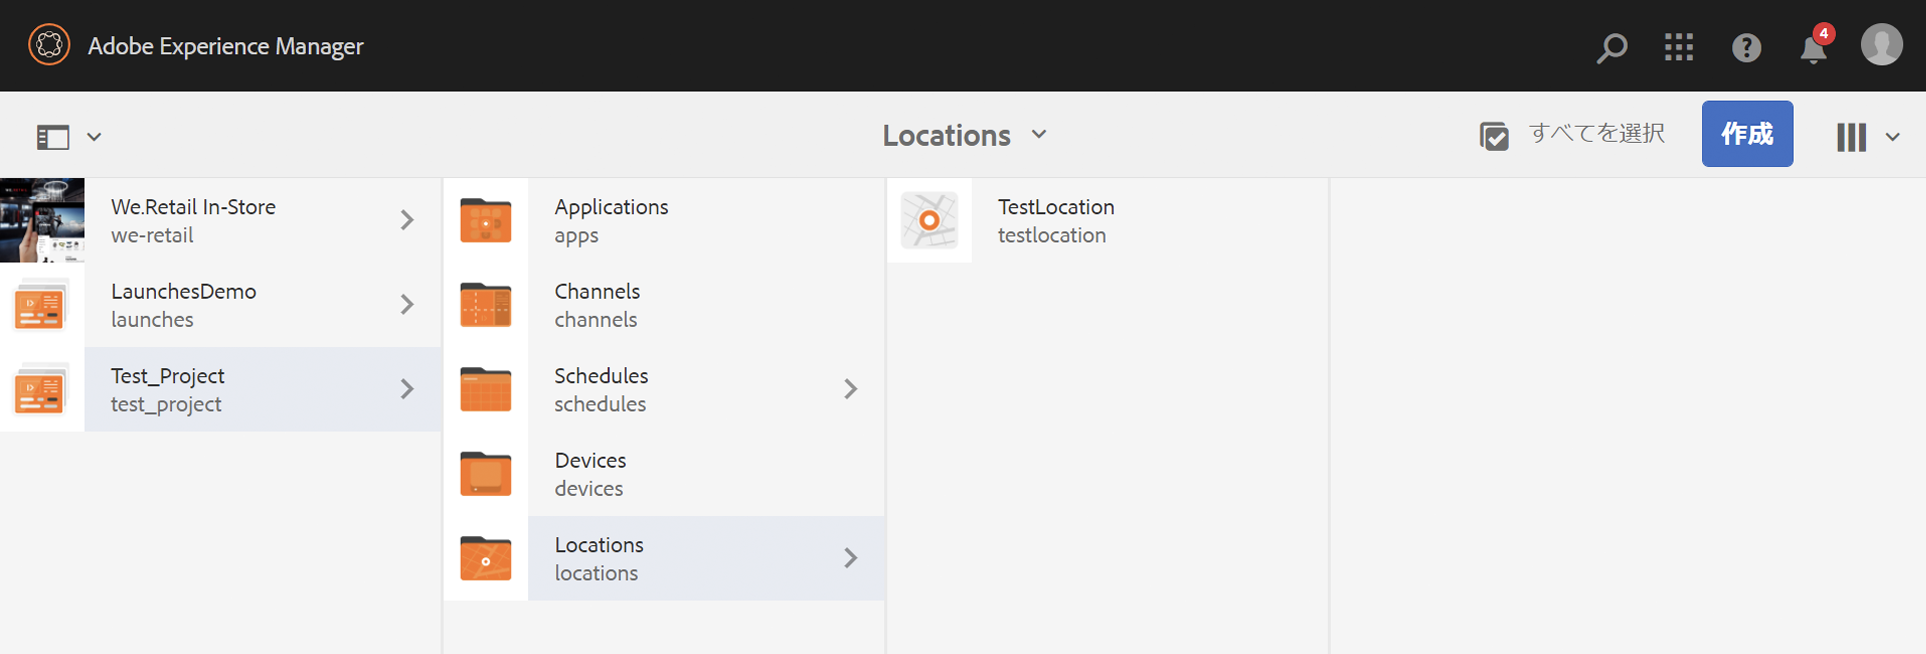 Adobe Experience Manager
4
Locations
すべてを選択
作成
We.Retail In-Store
we-retail
LaunchesDemo
launches
Test_Project
test_project
Applications
apps
Channels
channels
Schedules
schedules
Devices
devices
Locations
locations
TestLocation
testlocation